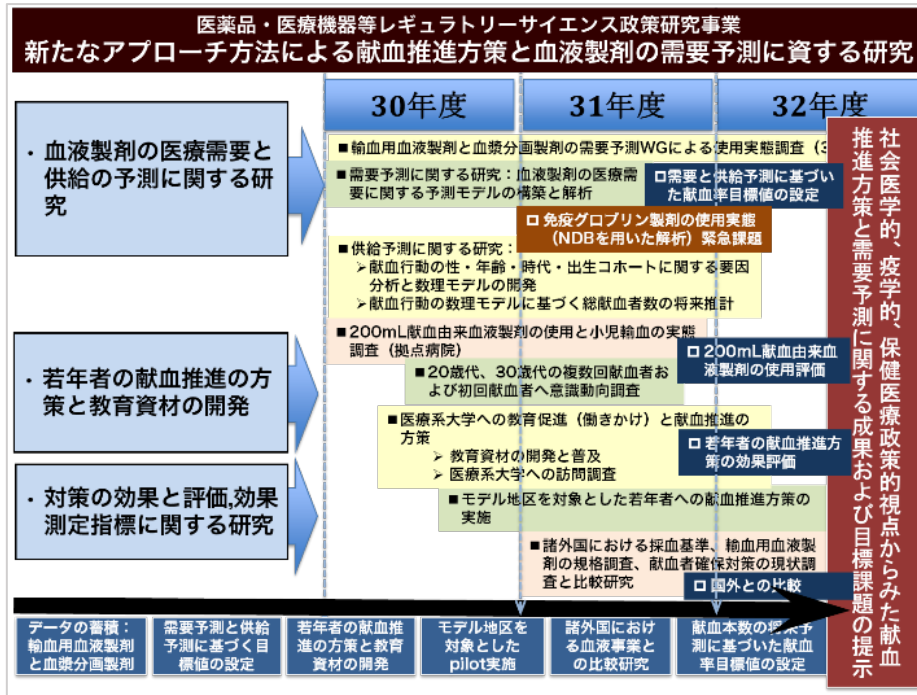 医薬品・医療機器等レギュラトリーサイエンス政策研究事業
新たなアプローチ方法による献血推進方策と血液製剤の需要予測に資する研究
30年度
31年度
32年度
・血液製剤の医療需要と
供給の予測に関する研
究
・若年者の献血推進の方
策と教育資材の開発
・対策の効果と評価,効果
測定指標に関する研究
■輸血用血液製剤と血漿分画製剤の需要予測WGによる使用実態調査（3
■需要予測に関する研究：血液製剤の医療需
要に関する予測モデルの構築と解析
□需要と供給予測に基づい
た献血率目標値の設定
□免疫グロブリン製剤の使用実態
（NDBを用いた解析）緊急課題
■供給予測に関する研究：
➢献血行動の性・年齢・時代・出生コホートに関する要因
分析と数理モデルの開発
➢献血行動の数理モデルに基づく総献血者数の将来推計
■200mL献血由来血液製剤の使用と小児輸血の実態
調査（拠点病院）
□200mL献血由来血
液製剤の使用評価
■20歳代、30歳代の複数回献血者お
よび初回献血者へ意識動向調査
■医療系大学への教育促進（働きかけ）と献血推進の
方策
➢教育資材の開発と普及
➢医療系大学への訪問調査
□若年者の献血推進方
策の効果評価
■モデル地区を対象とした若年者への献血推進方策の
実施
■諸外国における採血基準、輸血用血液製
剤の規格調査、献血者確保対策の現状調
査と比較研究
□国外との比較
社会医学的、疫学的、保健医療政策的視点からみた献血
推進方策と需要予測に関する成果および目標課題の提示
データの蓄積：
輸血用血液製剤
と血漿分画製剤
需要予測と供給
予測に基づく目
標値の設定
若年者の献血推
進の方策と教育
資材の開発
モデル地区を
対象とした
pilot実施
諸外国におけ
る血液事業と
の比較研究
献血本数の将来予
測に基づいた献血
率目標値の設定